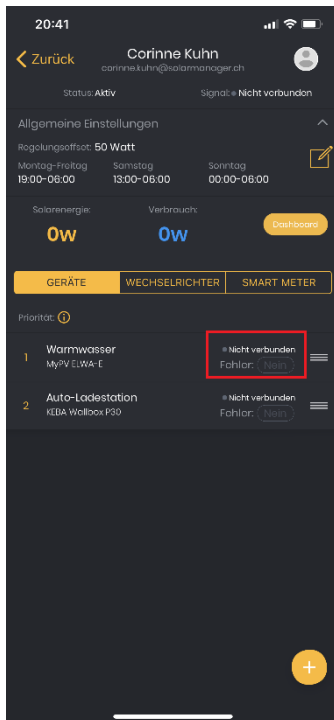 20:41
Zurück
Corinne Kuhn
corinne.kuhn@solarmanager.ch
Status: Aktiv
Signal: Nicht verbunden
Allgemeine Einstellungen
Regelungsoffset: 50 Watt
Montag-Freitag Samstag Sonntag
19:00-06:00 13:00-06:00 00:00-06:00
Solarenergie: Verbrauch:
0w 0w
Dashboard
GERÄTE WECHSELRICHTER SMART METER
Priorität: i
1 Warmwasser Nicht verbunden
MyPV ELWA-E Fehler: Nein
2 Auto-Ladestation Nicht verbunden
KEBA Wallbox P30 Fehler: Nein